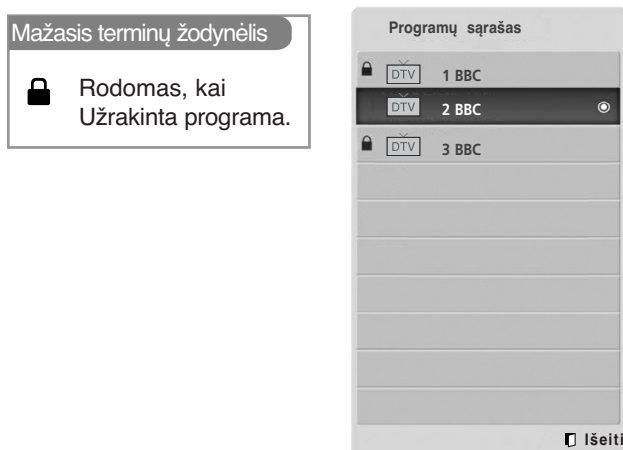 Mažasis terminų žodynėlis
Rodomas, kai
Užrakinta programa.
Programų sąrašas
DTV 1 BBC
DTV 2 BBC
DTV 3 BBC
Išeiti